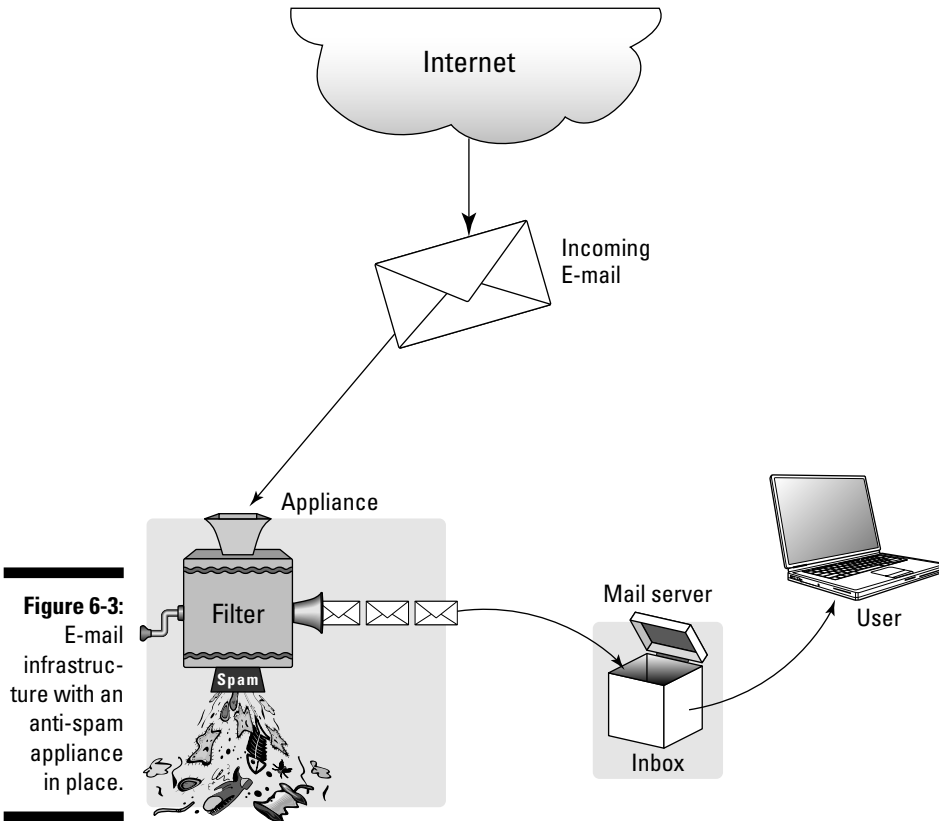 Internet
Incoming
E-mail
Appliance
Filter
Spam
Mail server
Inbox
User
Figure 6-3:
E-mail
infrastruc-
ture with an
anti-spam
appliance
in place.